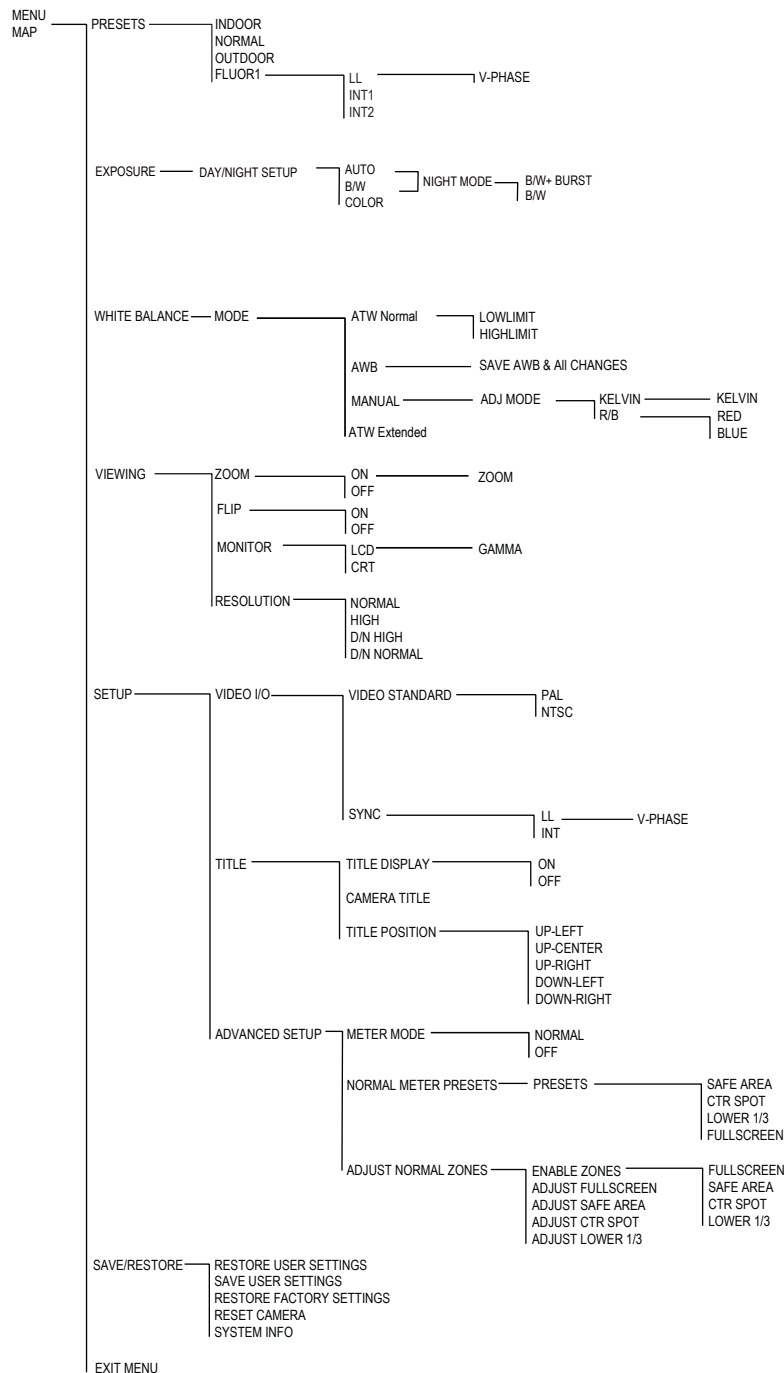 MENU
MAP
PRESETS
INDOOR
NORMAL
OUTDOOR
FLUOR1
LL
INT1
INT2
V-PHASE
EXPOSURE
DAY/NIGHT SETUP
AUTO
B/W
COLOR
NIGHT MODE
B/W+ BURST
B/W
WHITE BALANCE
MODE
ATW Normal
LOWLIMIT
HIGHLIMIT
AWB
SAVE AWB & All CHANGES
MANUAL
ADJ MODE
KELVIN
R/B
KELVIN
RED
BLUE
ATW Extended
VIEWING
ZOOM
ON
OFF
ZOOM
FLIP
ON
OFF
MONITOR
LCD
CRT
GAMMA
RESOLUTION
NORMAL
HIGH
D/N HIGH
D/N NORMAL
SETUP
VIDEO I/O
VIDEO STANDARD
PAL
NTSC
SYNC
LL
INT
V-PHASE
TITLE
TITLE DISPLAY
ON
OFF
CAMERA TITLE
TITLE POSITION
UP-LEFT
UP-CENTER
UP-RIGHT
DOWN-LEFT
DOWN-RIGHT
ADVANCED SETUP
METER MODE
NORMAL
OFF
NORMAL METER PRESETS
PRESETS
SAFE AREA
CTR SPOT
LOWER 1/3
FULLSCREEN
ADJUST NORMAL ZONES
ENABLE ZONES
ADJUST FULLSCREEN
ADJUST SAFE AREA
ADJUST CTR SPOT
ADJUST LOWER 1/3
FULLSCREEN
SAFE AREA
CTR SPOT
LOWER 1/3
SAVE/RESTORE
RESTORE USER SETTINGS
SAVE USER SETTINGS
RESTORE FACTORY SETTINGS
RESET CAMERA
SYSTEM INFO
EXIT MENU